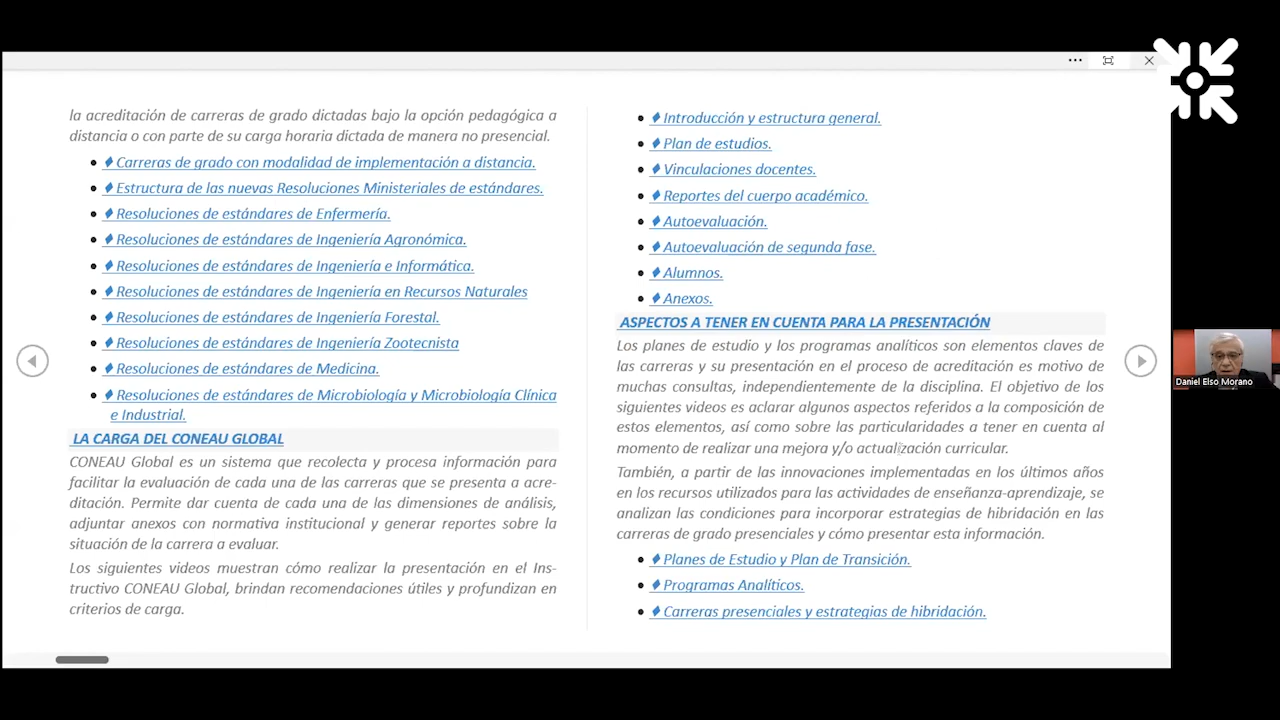 la acreditación de carreras de grado dictadas bajo la opción pedagógica a
distancia o con parte de su carga horaria dictada de manera no presencial.
• ♦ Carreras de grado con modalidad de implementación a distancia.
• ♦ Estructura de las nuevas Resoluciones Ministeriales de estándares.
• ♦ Resoluciones de estándares de Enfermería.
• ♦ Resoluciones de estándares de Ingeniería Agronómica.
• ♦ Resoluciones de estándares de Ingeniería e Informática.
• ♦ Resoluciones de estándares de Ingeniería en Recursos Naturales
• ♦ Resoluciones de estándares de Ingeniería Forestal.
• ♦ Resoluciones de estándares de Ingeniería Zootecnista
• ♦ Resoluciones de estándares de Medicina.
• ♦ Resoluciones de estándares de Microbiología y Microbiología Clínica
e Industrial.
LA CARGA DEL CONEAU GLOBAL
CONEAU Global es un sistema que recolecta y procesa información para
facilitar la evaluación de cada una de las carreras que se presenta a acre-
ditación. Permite dar cuenta de cada una de las dimensiones de análisis,
adjuntar anexos con normativa institucional y generar reportes sobre la
situación de la carrera a evaluar.
Los siguientes videos muestran cómo realizar la presentación en el Ins-
tructivo CONEAU Global, brindan recomendaciones útiles y profundizan en
criterios de carga.
• ♦ Introducción y estructura general.
• ♦ Plan de estudios.
• ♦ Vinculaciones docentes.
• ♦ Reportes del cuerpo académico.
• ♦ Autoevaluación.
• ♦ Autoevaluación de segunda fase.
• ♦ Alumnos.
• ♦ Anexos.
ASPECTOS A TENER EN CUENTA PARA LA PRESENTACIÓN
Los planes de estudio y los programas analíticos son elementos claves de
las carreras y su presentación en el proceso de acreditación es motivo de
muchas consultas, independientemente de la disciplina. El objetivo de los
siguientes videos es aclarar algunos aspectos referidos a la composición de
estos elementos, así como sobre las particularidades a tener en cuenta al
momento de realizar una mejora y/o actualización curricular.
También, a partir de las innovaciones implementadas en los últimos años
en los recursos utilizados para las actividades de enseñanza-aprendizaje, se
analizan las condiciones para incorporar estrategias de hibridación en las
carreras de grado presenciales y cómo presentar esta información.
• ♦ Planes de Estudio y Plan de Transición.
• ♦ Programas Analíticos.
• ♦ Carreras presenciales y estrategias de hibridación.
Daniel Elso Morano